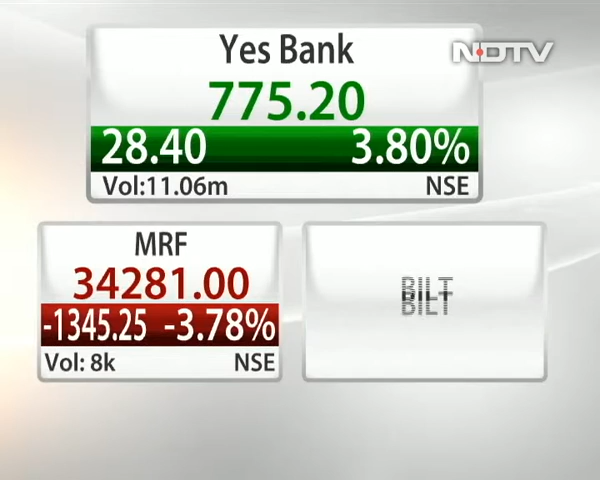 NDTV
Yes Bank
775.20
28.40 3.80%
Vol:11.06m NSE
MRF
34281.00
-1345.25 -3.78%
Vol: 8k NSE
BILT